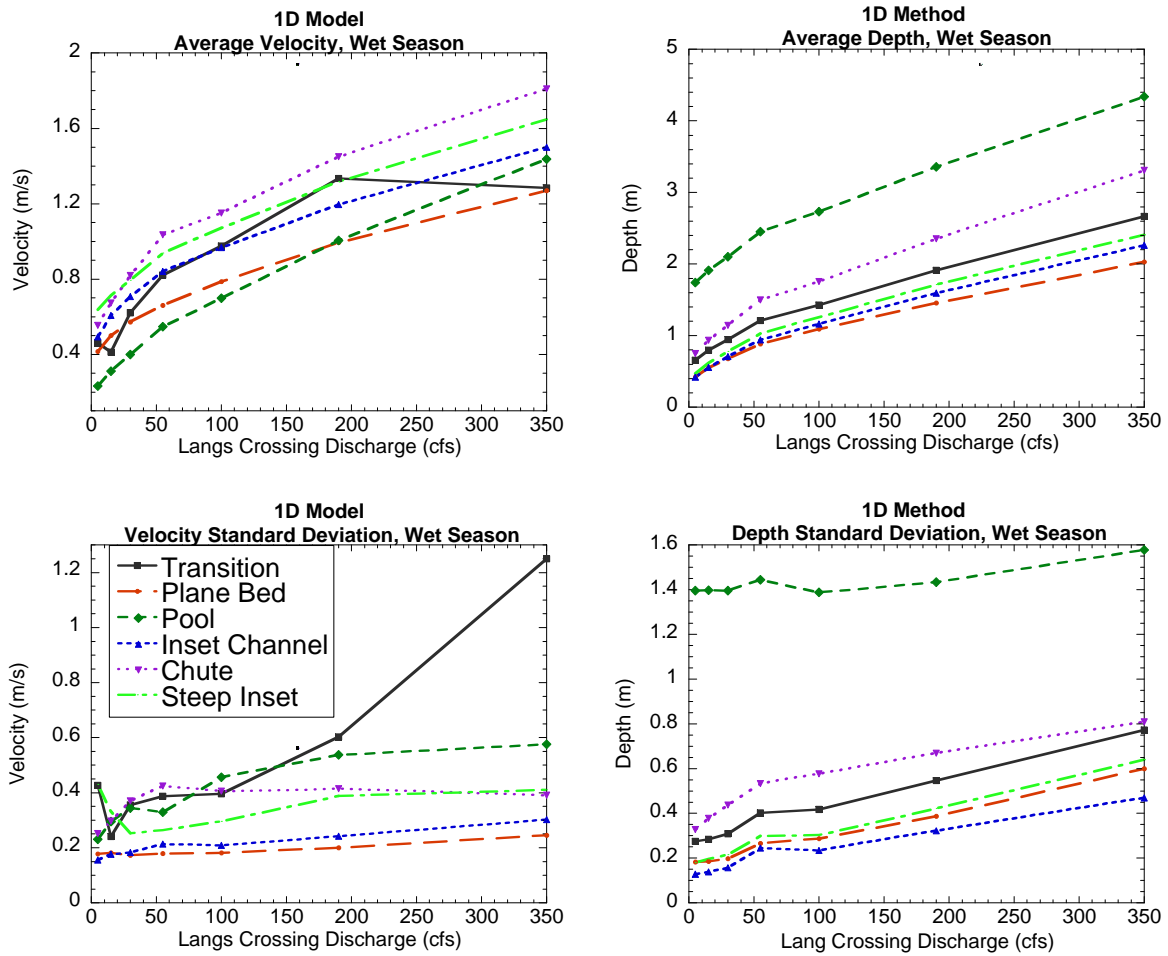 1D Model
Average Velocity, Wet Season
2
1.6
1.2
0.8
0.4
Velocity (m/s)
0 50 100 150 200 250 300 350
Langs Crossing Discharge (cfs)
1D Method
Average Depth, Wet Season
5
4
3
2
1
0
Depth (m)
0 50 100 150 200 250 300 350
Langs Crossing Discharge (cfs)
1D Model
Velocity Standard Deviation, Wet Season
1.2
1
0.8
0.6
0.4
0.2
0
Velocity (m/s)
Transition
Plane Bed
Pool
Inset Channel
Chute
Steep Inset
0 50 100 150 200 250 300 350
Langs Crossing Discharge (cfs)
1D Method
Depth Standard Deviation, Wet Season
1.6
1.4
1.2
1
0.8
0.6
0.4
0.2
0
Depth (m)
0 50 100 150 200 250 300 350
Lang Crossing Discharge (cfs)